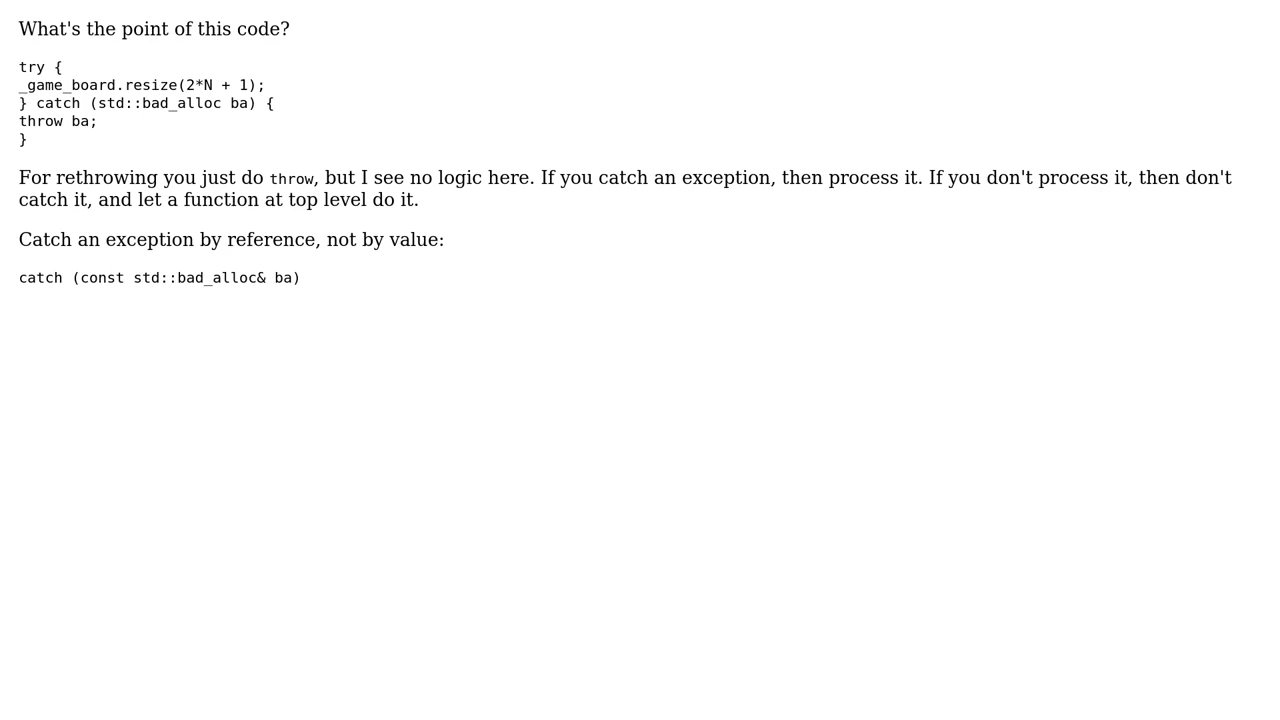 What's the point of this code?
try {
_game_board.resize(2*N + 1);
} catch (std::bad_alloc ba) {
throw ba;
}
For rethrowing you just do throw, but I see no logic here. If you catch an exception, then process it. If you don't process it, then don't
catch it, and let a function at top level do it.
Catch an exception by reference, not by value:
catch (const std::bad_alloc& ba)